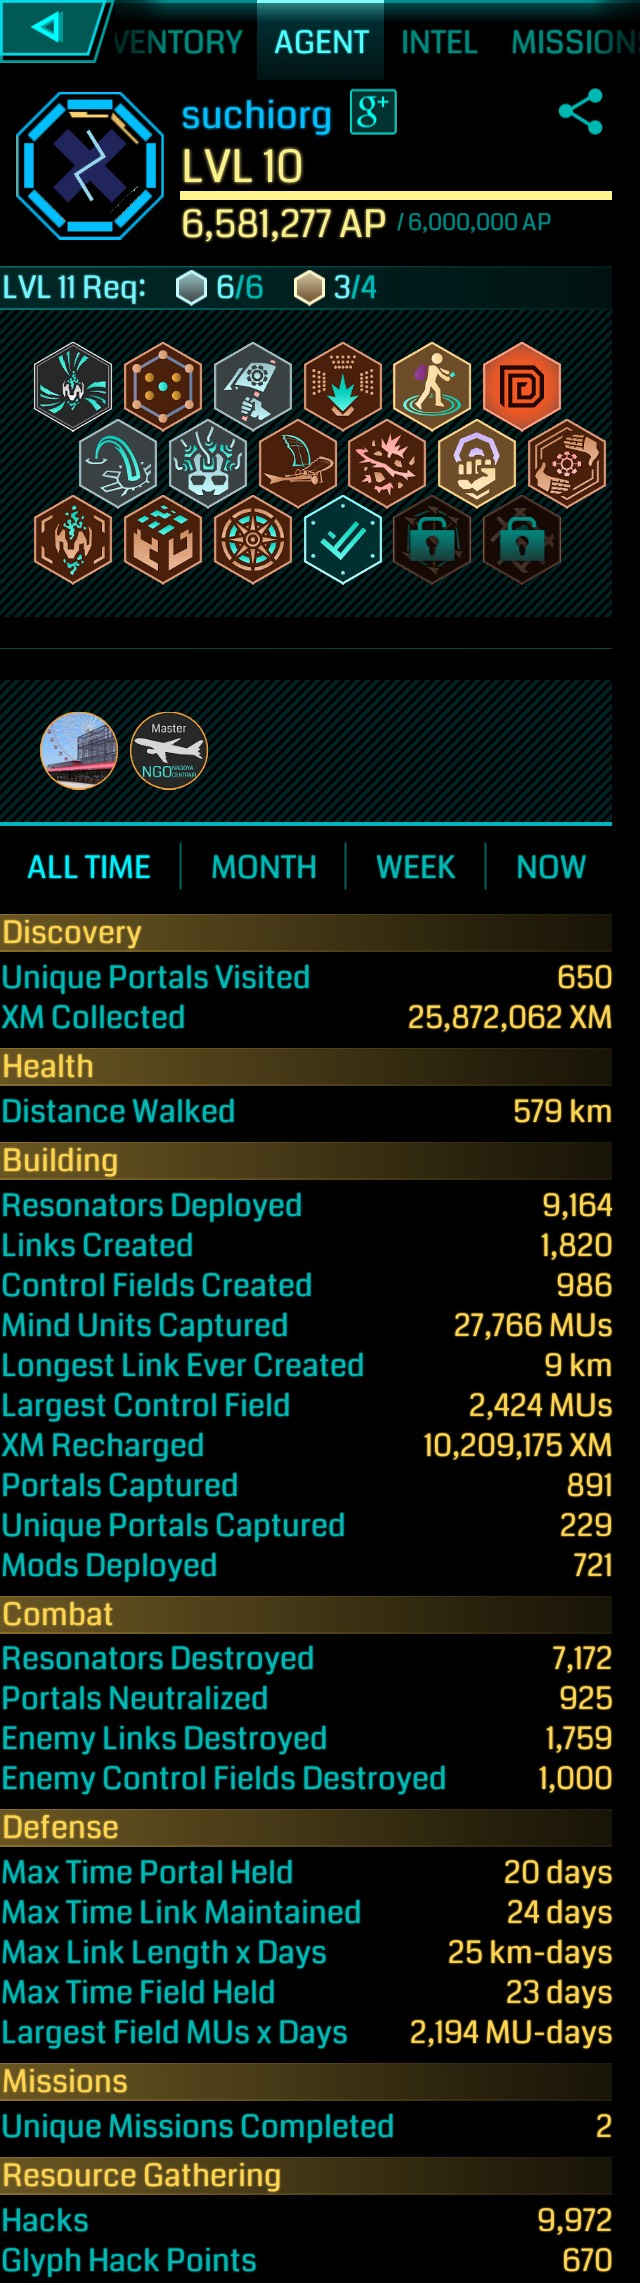 VENTORY AGENT INTEL MISSION
suchiorg g+
LVL 10
6,581,277 AP / 6,000,000 AP
LVL 11 Req: 6/6 3/4
Master
NGO NAGOYA CENTRAIR
ALL TIME MONTH WEEK NOW
Discovery
Unique Portals Visited 650
XM Collected 25,872,062 XM
Health
Distance Walked 579 km
Building
Resonators Deployed 9,164
Links Created 1,820
Control Fields Created 986
Mind Units Captured 27,766 MUs
Longest Link Ever Created 9 km
Largest Control Field 2,424 MUs
XM Recharged 10,209,175 XM
Portals Captured 891
Unique Portals Captured 229
Mods Deployed 721
Combat
Resonators Destroyed 7,172
Portals Neutralized 925
Enemy Links Destroyed 1,759
Enemy Control Fields Destroyed 1,000
Defense
Max Time Portal Held 20 days
Max Time Link Maintained 24 days
Max Link Length x Days 25 km-days
Max Time Field Held 23 days
Largest Field MUs x Days 2,194 MU-days
Missions
Unique Missions Completed 2
Resource Gathering
Hacks 9,972
Glyph Hack Points 670